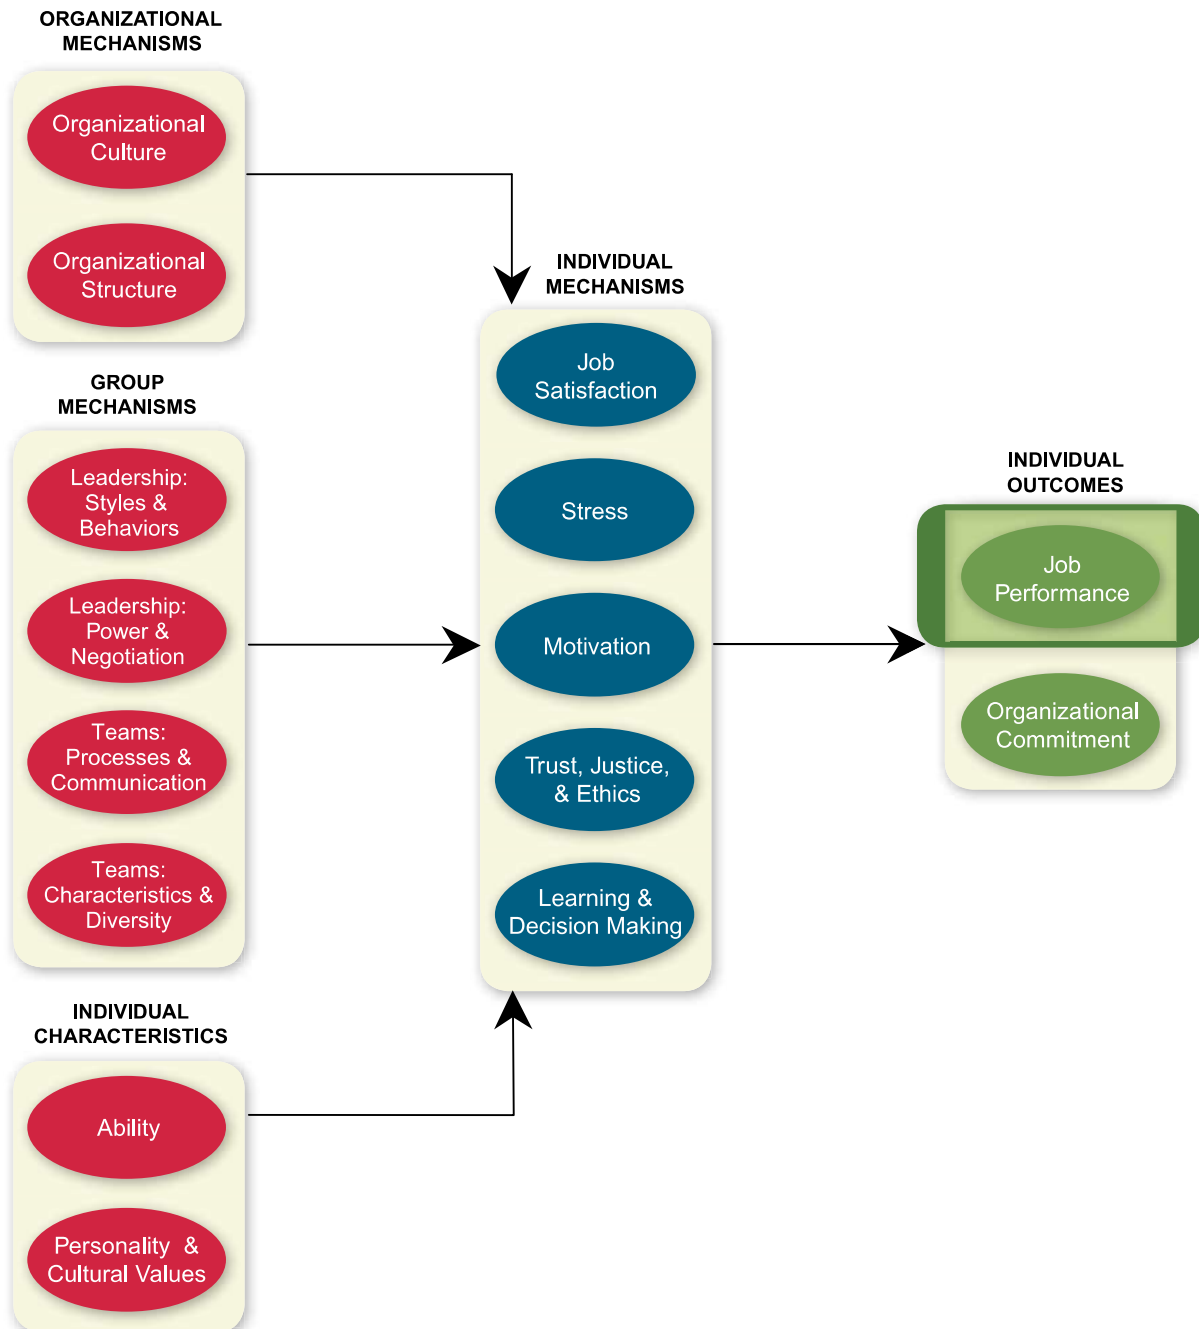 ORGANIZATIONAL
MECHANISMS
Organizational
Culture
Organizational
Structure
GROUP
MECHANISMS
Leadership:
Styles &
Behaviors
Leadership:
Power &
Negotiation
Teams:
Processes &
Communication
Teams:
Characteristics &
Diversity
INDIVIDUAL
CHARACTERISTICS
Ability
Personality &
Cultural Values
INDIVIDUAL
MECHANISMS
Job
Satisfaction
Stress
Motivation
Trust, Justice,
& Ethics
Learning &
Decision Making
INDIVIDUAL
OUTCOMES
Job
Performance
Organizational
Commitment